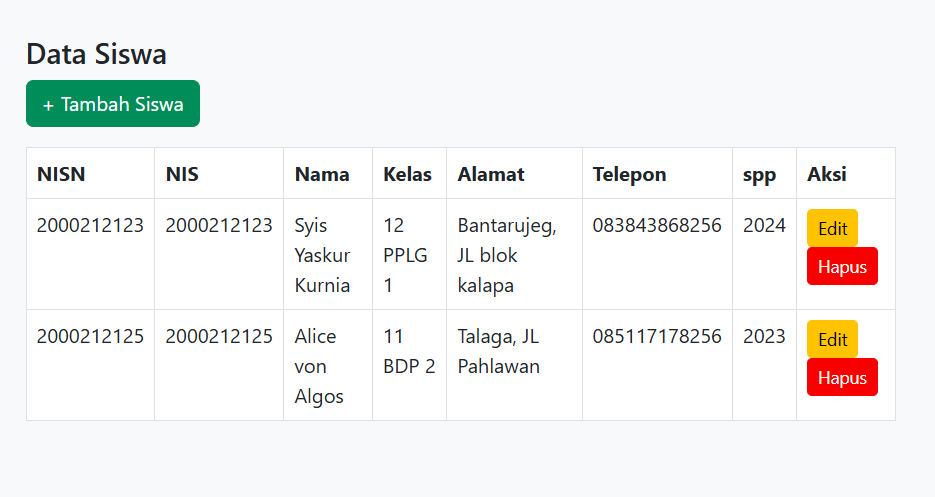 Data Siswa
+ Tambah Siswa
NISN NIS Nama Kelas Alamat Telepon spp Aksi
2000212123 2000212123 Syis 12 Bantarujeg, 083843868256 2024 Edit
Yaskur PPLG JL blok Hapus
Kurnia 1 kalapa
2000212125 2000212125 Alice 11 Talaga, JL 085117178256 2023 Edit
von BDP 2 Pahlawan Hapus
Algos